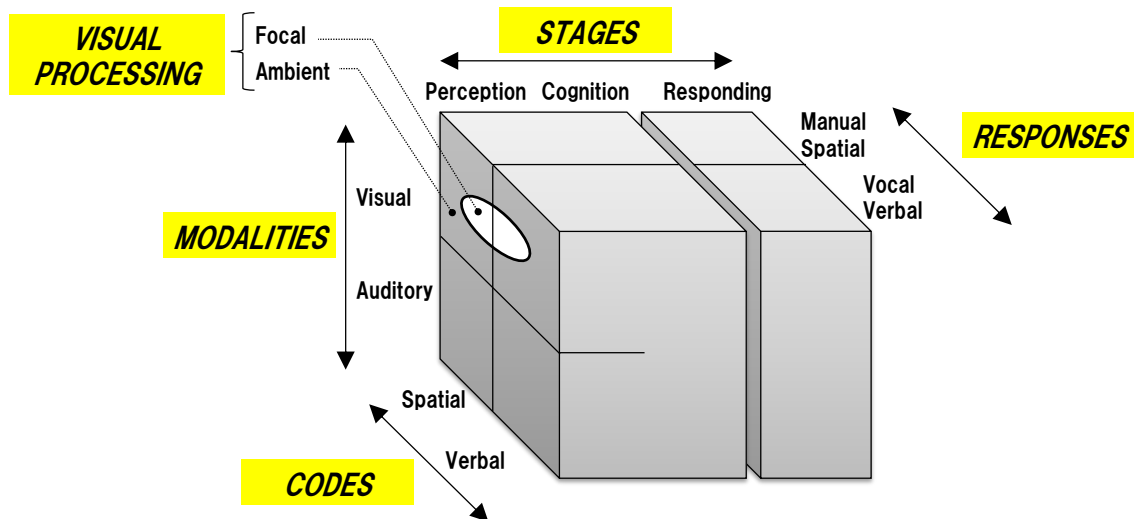 VISUAL
PROCESSING
Focal
Ambient
STAGES
Perception Cognition Responding
Manual
Spatial
Vocal
Verbal
RESPONSES
MODALITIES
Visual
Auditory
Spatial
Verbal
CODES